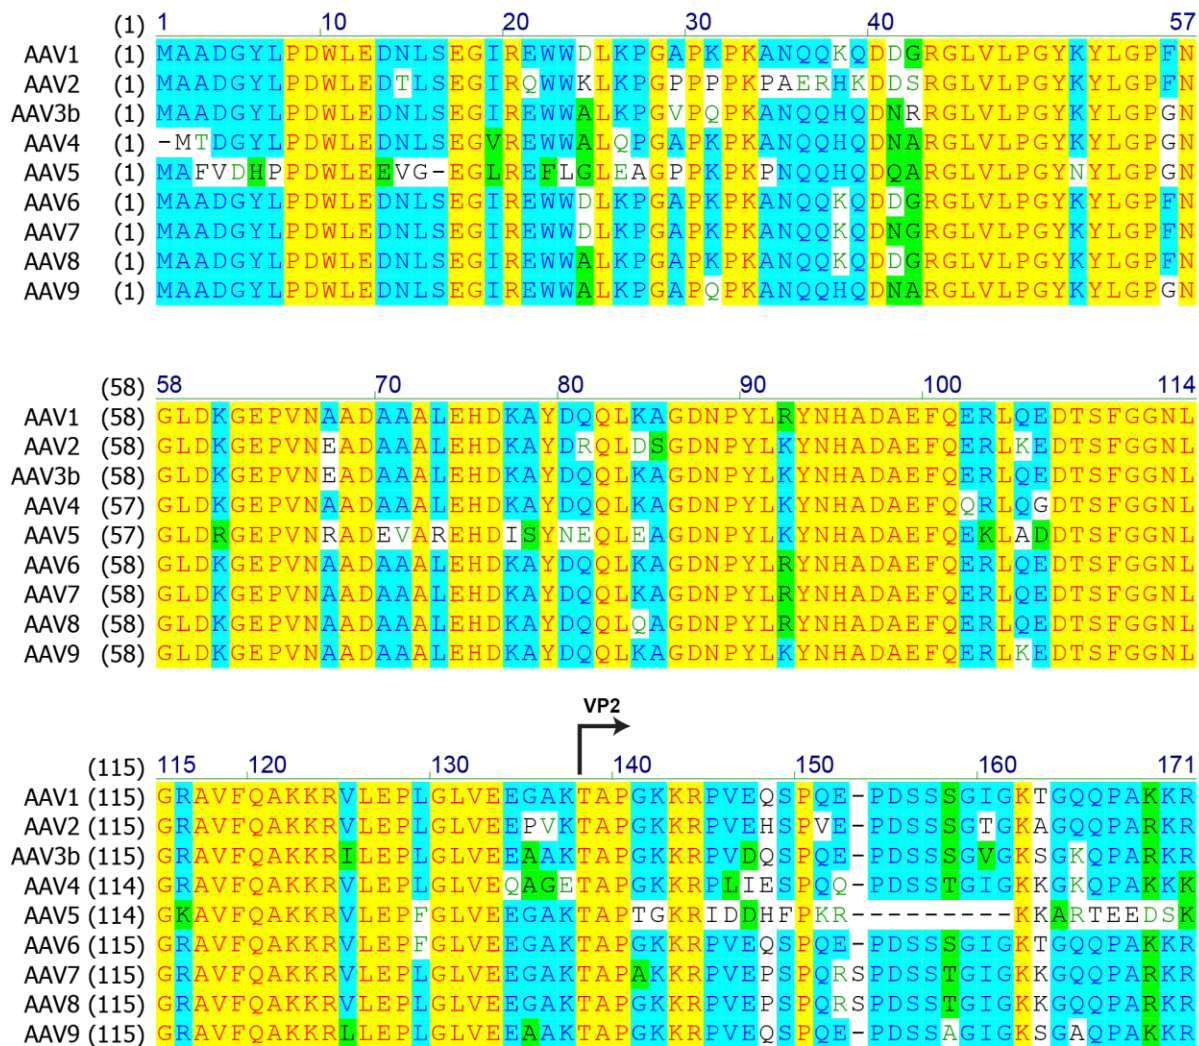 (1) 1 10 20 30 40 57
AAV1 (1) MAADGYLPDWLEDNLSEGIREWWDLKPGAPKPKANQQKQDDGRGLVLPGYKYLGPFN
AAV2 (1) MAADGYLPDWLEDTLSEGIRQWWKLKPGPPPPKPAERHKDDSRGLVLPGYKYLGPFN
AAV3b (1) MAADGYLPDWLEDNLSEGIREWWALKPGVPQPKANQQHQDNRRGLVLPGYKYLGPGN
AAV4 (1) -MTDGYLPDWLEDNLSEGVREWWALQPGAPKPKANQQHQDNARGLVLPGYKYLGPGN
AAV5 (1) MAFVDHPPDWLEEVG-EGLREFLGLEAGPPKPKPNQQHQDQARGLVLPGYNYLGPGN
AAV6 (1) MAADGYLPDWLEDNLSEGIREWWDLKPGAPKPKANQQKQDDGRGLVLPGYKYLGPFN
AAV7 (1) MAADGYLPDWLEDNLSEGIREWWDLKPGAPKPKANQQKQDNGRGLVLPGYKYLGPFN
AAV8 (1) MAADGYLPDWLEDNLSEGIREWWALKPGAPKPKANQQKQDDGRGLVLPGYKYLGPFN
AAV9 (1) MAADGYLPDWLEDNLSEGIREWWALKPGAPQPKANQQHQDNARGLVLPGYKYLGPGN
(58) 58 70 80 90 100 114
AAV1 (58) GLDKGEPVNAADAAALEHDKAYDQQLKAGDNPYLRYNHADAEFQERLQEDTSFGGNL
AAV2 (58) GLDKGEPVNEADAAALEHDKAYDRQLDSGDNPYLKYNHADAEFQERLKEDTSFGGNL
AAV3b (58) GLDKGEPVNEADAAALEHDKAYDQQLKAGDNPYLKYNHADAEFQERLQEDTSFGGNL
AAV4 (57) GLDKGEPVNAADAAALEHDKAYDQQLKAGDNPYLKYNHADAEFQQRLQGDTSFGGNL
AAV5 (57) GLDRGEPVNRADEVAREHDISYNEQLEAGDNPYLKYNHADAEFQEKLADDTSFGGNL
AAV6 (58) GLDKGEPVNAADAAALEHDKAYDQQLKAGDNPYLRYNHADAEFQERLQEDTSFGGNL
AAV7 (58) GLDKGEPVNAADAAALEHDKAYDQQLKAGDNPYLRYNHADAEFQERLQEDTSFGGNL
AAV8 (58) GLDKGEPVNAADAAALEHDKAYDQQLQAGDNPYLRYNHADAEFQERLQEDTSFGGNL
AAV9 (58) GLDKGEPVNAADAAALEHDKAYDQQLKAGDNPYLKYNHADAEFQERLKEDTSFGGNL
VP2
(115) 115 120 130 140 150 160 171
AAV1 (115) GRAVFQAKKRVLEPLGLVEEGAKTAPGKKRPVEQSPQE-PDSSSGIGKTGQQPAKKR
AAV2 (115) GRAVFQAKKRVLEPLGLVEEPVKTAPGKKRPVEHSPVE-PDSSSGTGKAGQQPARKR
AAV3b (115) GRAVFQAKKRILEPLGLVEEAAKTAPGKKRPVDQSPQE-PDSSSGVGKSGKQPARKR
AAV4 (114) GRAVFQAKKRVLEPLGLVEQAGETAPGKKRPLIESPQQ-PDSSTGIGKKGKQPAKKK
AAV5 (114) GKAVFQAKKRVLEPFGLVEEGAKTAPTGKRIDDHFPKR---------KKARTEEDSK
AAV6 (115) GRAVFQAKKRVLEPFGLVEEGAKTAPGKKRPVEQSPQE-PDSSSGIGKTGQQPAKKR
AAV7 (115) GRAVFQAKKRVLEPLGLVEEGAKTAPAKKRPVEPSPQRSPDSSTGIGKKGQQPARKR
AAV8 (115) GRAVFQAKKRVLEPLGLVEEGAKTAPGKKRPVEPSPQRSPDSSTGIGKKGQQPARKR
AAV9 (115) GRAVFQAKKRLLEPLGLVEEAAKTAPGKKRPVEQSPQE-PDSSAGIGKSGAQPAKKR